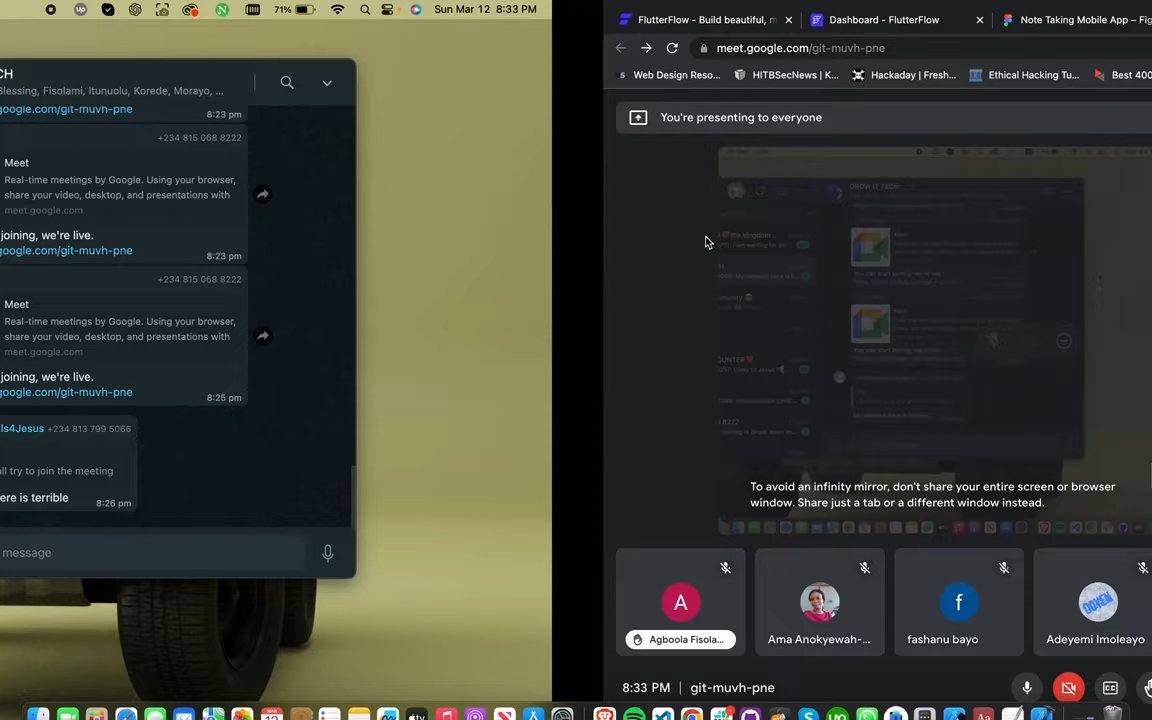 71%
Sun Mar 12 8:33 PM
CH
Blessing, Fisolami, Itunuolu, Korede, Morayo, ...
google.com/git-muvh-pne
8:23 pm
+234 815 068 8222
Meet
Real-time meetings by Google. Using your browser,
share your video, desktop, and presentations with
meet.google.com
joining, we're live.
google.com/git-muvh-pne
8:23 pm
+234 815 068 8222
Meet
Real-time meetings by Google. Using your browser,
share your video, desktop, and presentations with
meet.google.com
joining, we're live.
google.com/git-muvh-pne
8:25 pm
ls4Jesus +234 813 799 5066
all try to join the meeting
ere is terrible
8:26 pm
message
FlutterFlow - Build beautiful, m
Dashboard - FlutterFlow
Note Taking Mobile App – Fig
meet.google.com/git-muvh-pne
Web Design Reso...
HITBSecNews | K...
Hackaday | Fresh...
Ethical Hacking Tu...
Best 400
You're presenting to everyone
GROW IT TECH
To avoid an infinity mirror, don't share your entire screen or browser
window. Share just a tab or a different window instead.
A
Agboola Fisola...
Ama Anokyewah-...
f
fashanu bayo
Adeyemi Imoleayo
8:33 PM | git-muvh-pne